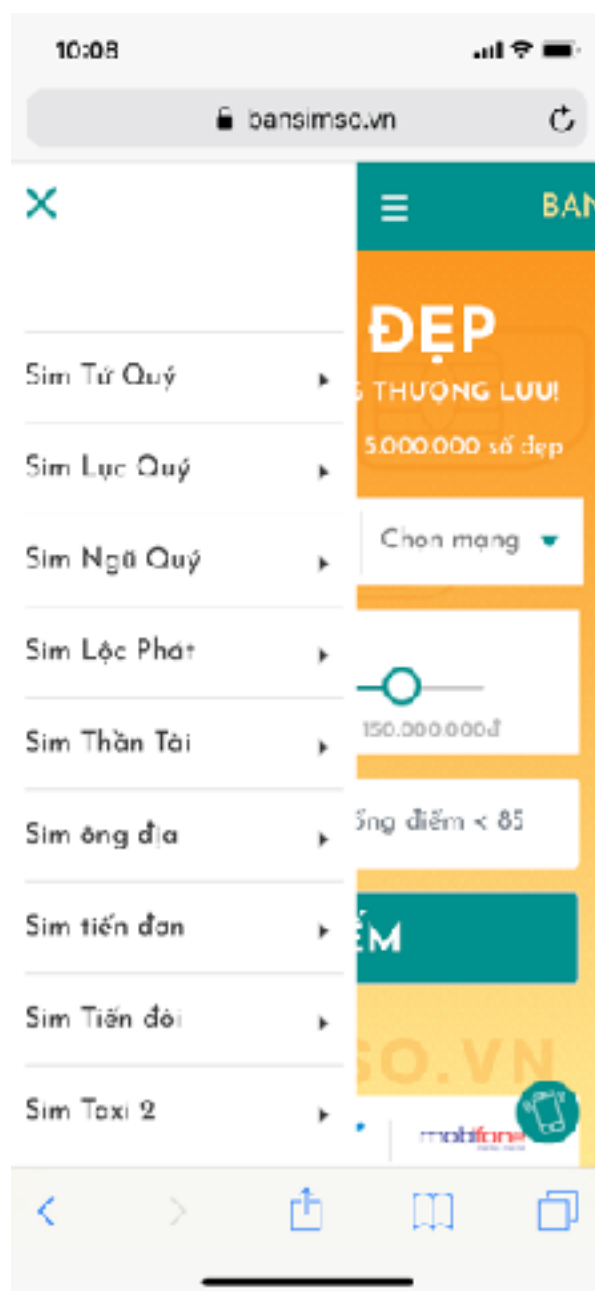 10:08
bansimso.vn
BAN
ĐẸP
THƯỢNG LƯU!
5.000.000 số đẹp
Sim Tứ Quý
Sim Lục Quý
Sim Ngũ Quý
Chọn mạng
Sim Lộc Phát
Sim Thần Tài
150.000.000đ
Sim ông địa
điểm < 85
Sim tiến đơn
ẾM
Sim Tiến đôi
SO.VN
Sim Taxi 2
mobifone